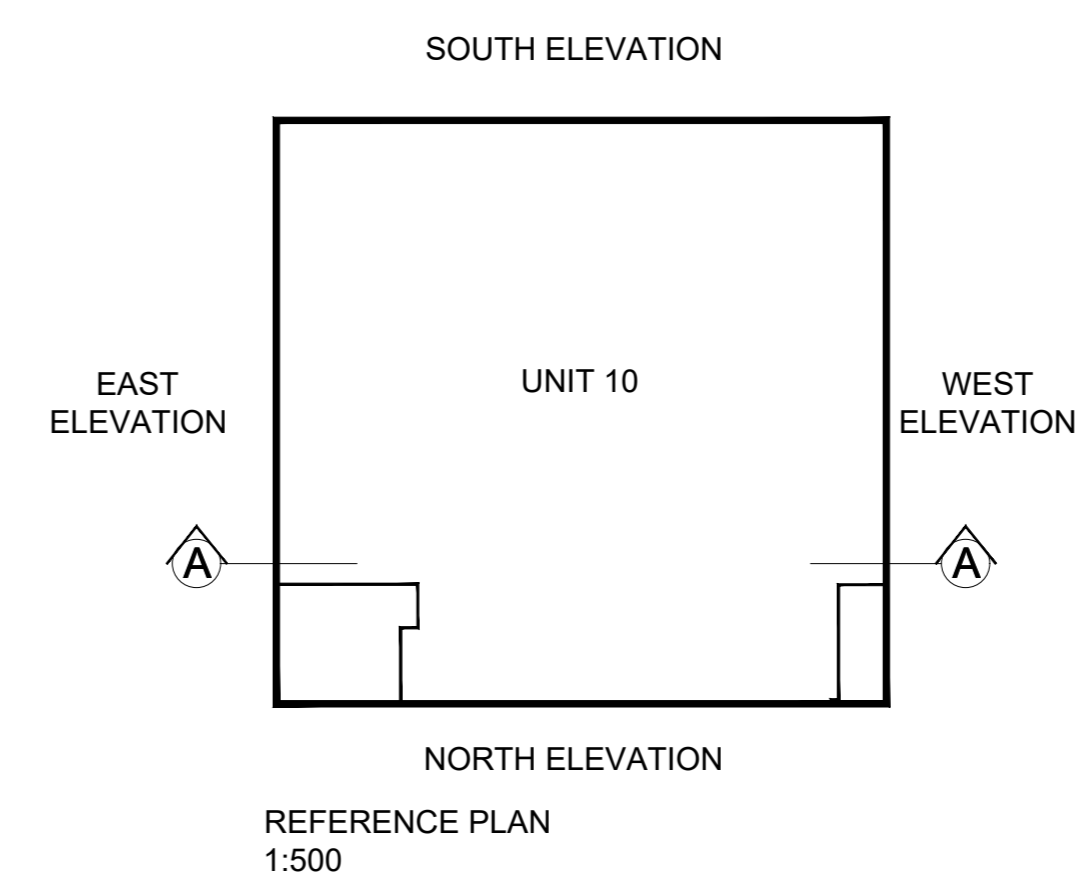 SOUTH ELEVATION
EAST
ELEVATION
UNIT 10
WEST
ELEVATION
A
A
NORTH ELEVATION
REFERENCE PLAN
1:500